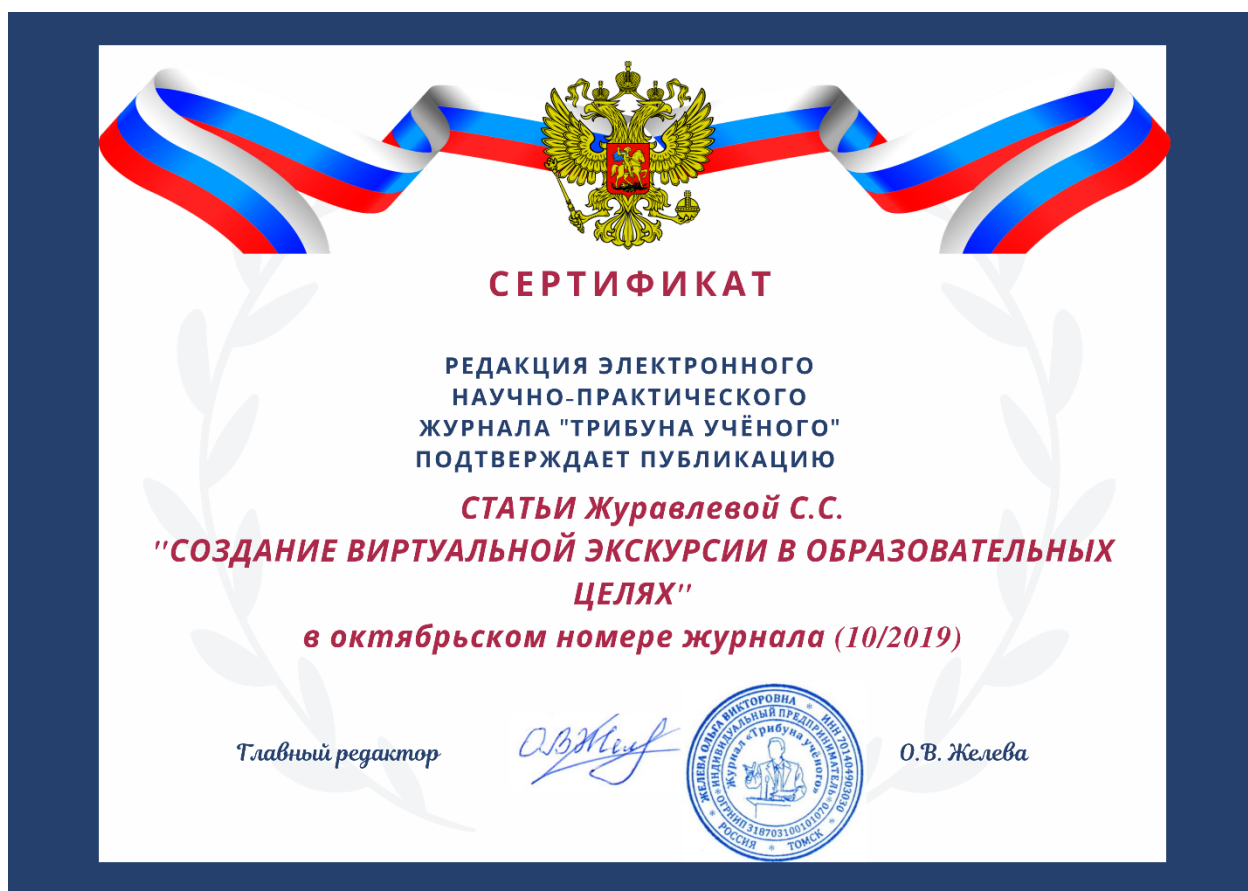 СЕРТИФИКАТ
РЕДАКЦИЯ ЭЛЕКТРОННОГО
НАУЧНО-ПРАКТИЧЕСКОГО
ЖУРНАЛА "ТРИБУНА УЧЁНОГО"
ПОДТВЕРЖДАЕТ ПУБЛИКАЦИЮ
СТАТЬИ Журавлевой С.С.
"СОЗДАНИЕ ВИРТУАЛЬНОЙ ЭКСКУРСИИ В ОБРАЗОВАТЕЛЬНЫХ
ЦЕЛЯХ"
в октябрьском номере журнала (10/2019)
Главный редактор
О.В. Желева
ЖЕЛЕВА ОЛЬГА ВИКТОРОВНА * ИНН 701404903030
* РОССИЯ * ТОМСК *
ИНДИВИДУАЛЬНЫЙ ПРЕДПРИНИМАТЕЛЬ * ОГРНИП 318703100101070 *
Журнал «Трибуна учёного»